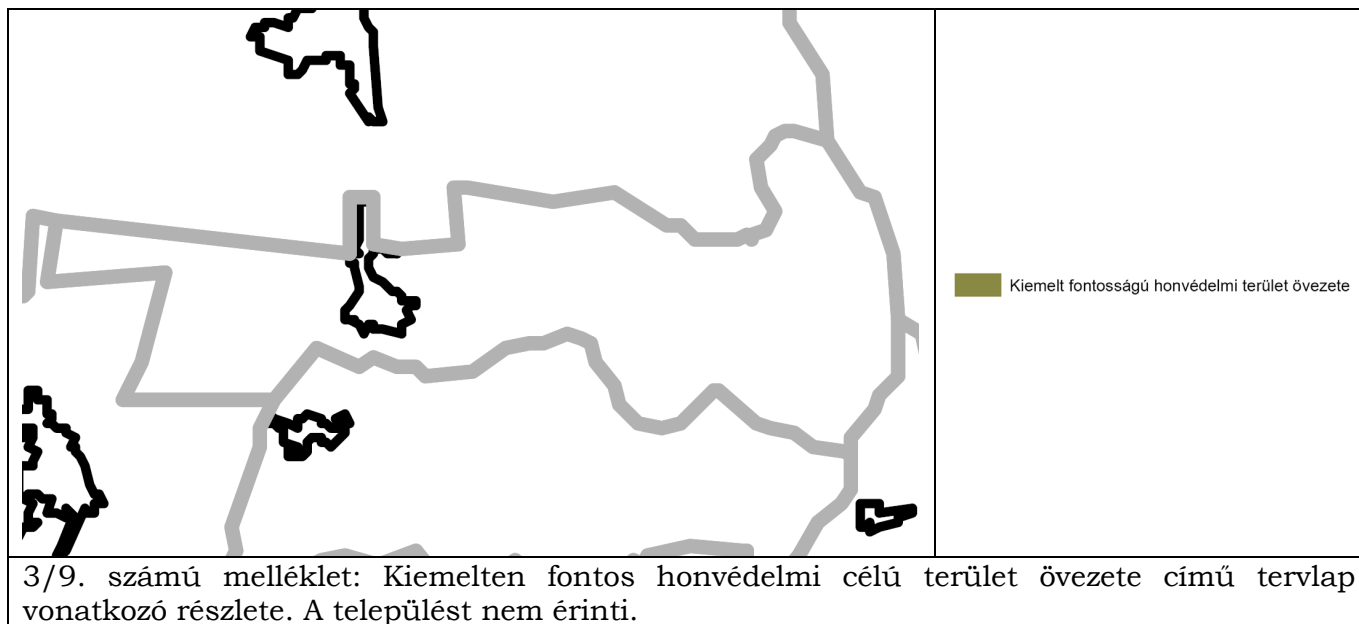 Kiemelt fontosságú honvédelmi terület övezete
3/9. számú melléklet: Kiemelten fontos honvédelmi célú terület övezete című tervlap
vonatkozó részlete. A települést nem érinti.